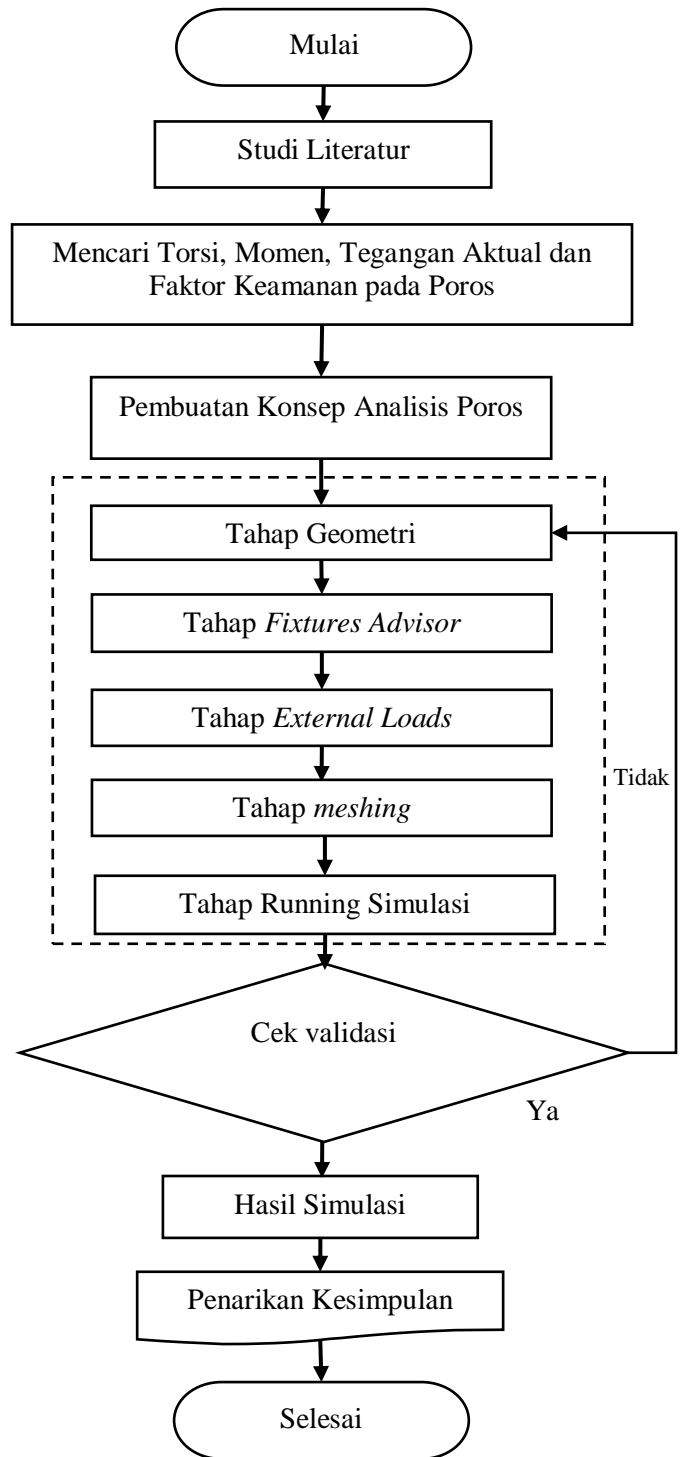 Mulai
Studi Literatur
Mencari Torsi, Momen, Tegangan Aktual dan
Faktor Keamanan pada Poros
Pembuatan Konsep Analisis Poros
Tahap Geometri
Tahap Fixtures Advisor
Tahap External Loads
Tahap meshing
Tidak
Tahap Running Simulasi
Cek validasi
Ya
Hasil Simulasi
Penarikan Kesimpulan
Selesai